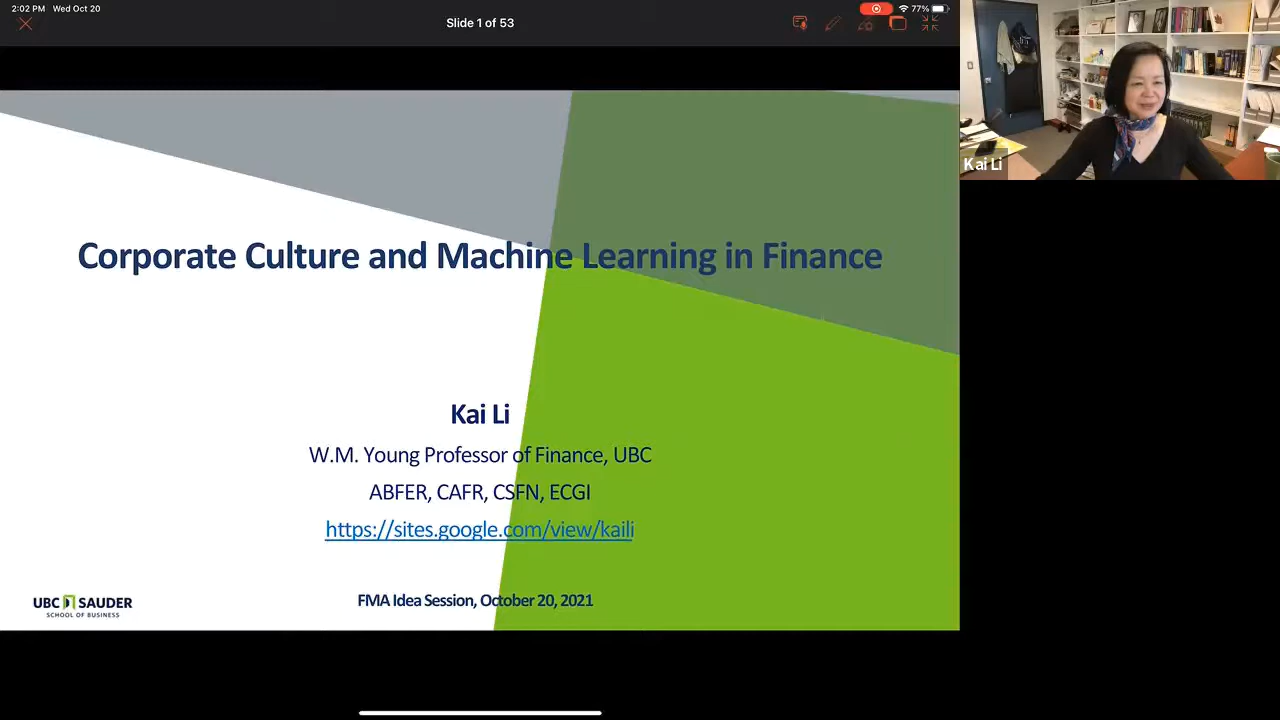 2:02 PM Wed Oct 20
77%
Slide 1 of 53
Kai Li
Corporate Culture and Machine Learning in Finance
Kai Li
W.M. Young Professor of Finance, UBC
ABFER, CAFR, CSFN, ECGI
https://sites.google.com/view/kaili
FMA Idea Session, October 20, 2021
UBC SAUDER
SCHOOL OF BUSINESS